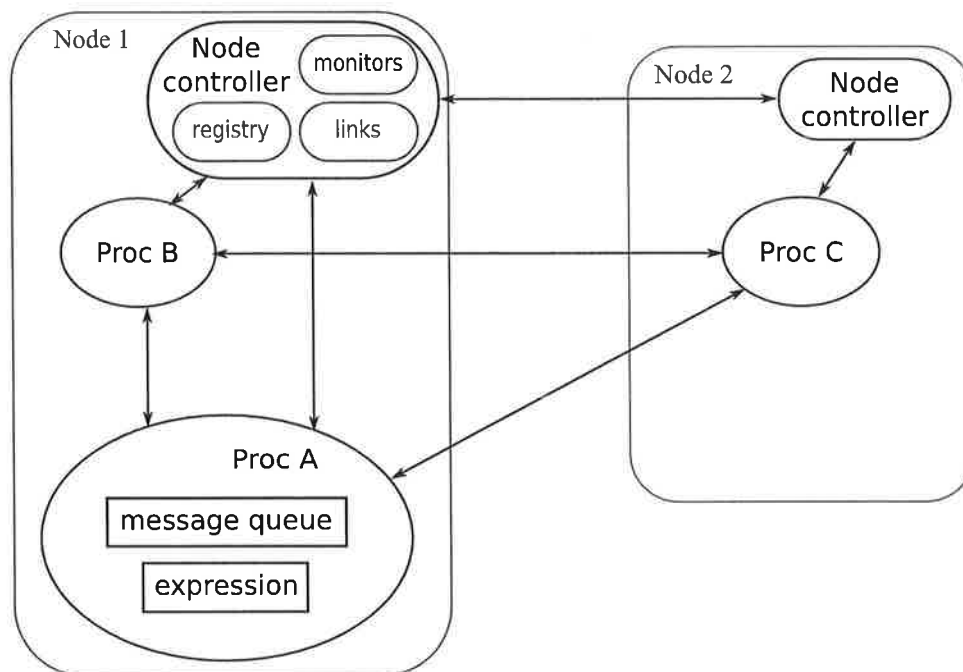 Node 1
Node
controller
monitors
registry
links
Proc B
Proc A
message queue
expression
Node 2
Node
controller
Proc C